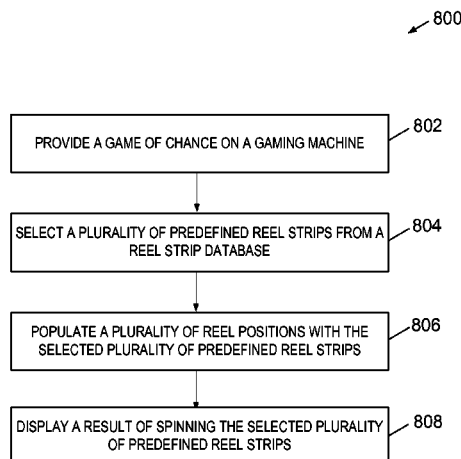 800
PROVIDE A GAME OF CHANCE ON A GAMING MACHINE
802
SELECT A PLURALITY OF PREDEFINED REEL STRIPS FROM A
REEL STRIP DATABASE
804
POPULATE A PLURALITY OF REEL POSITIONS WITH THE
SELECTED PLURALITY OF PREDEFINED REEL STRIPS
806
DISPLAY A RESULT OF SPINNING THE SELECTED PLURALITY
OF PREDEFINED REEL STRIPS
808